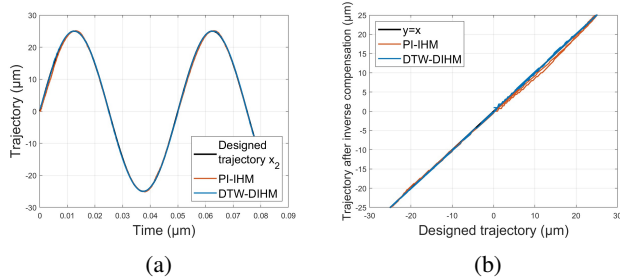 30
20
10
0
-10
-20
-30
0
0.01
0.02
0.03
0.04
0.05
0.06
0.07
0.08
0.09
Trajectory (μm)
Time (μm)
Designed
trajectory x2
PI-IHM
DTW-DIHM
(a)
25
20
15
10
5
0
-5
-10
-15
-20
-25
-30
-20
-10
0
10
20
30
Trajectory after inverse compensation (μm)
Designed trajectory (μm)
y=x
PI-IHM
DTW-DIHM
(b)